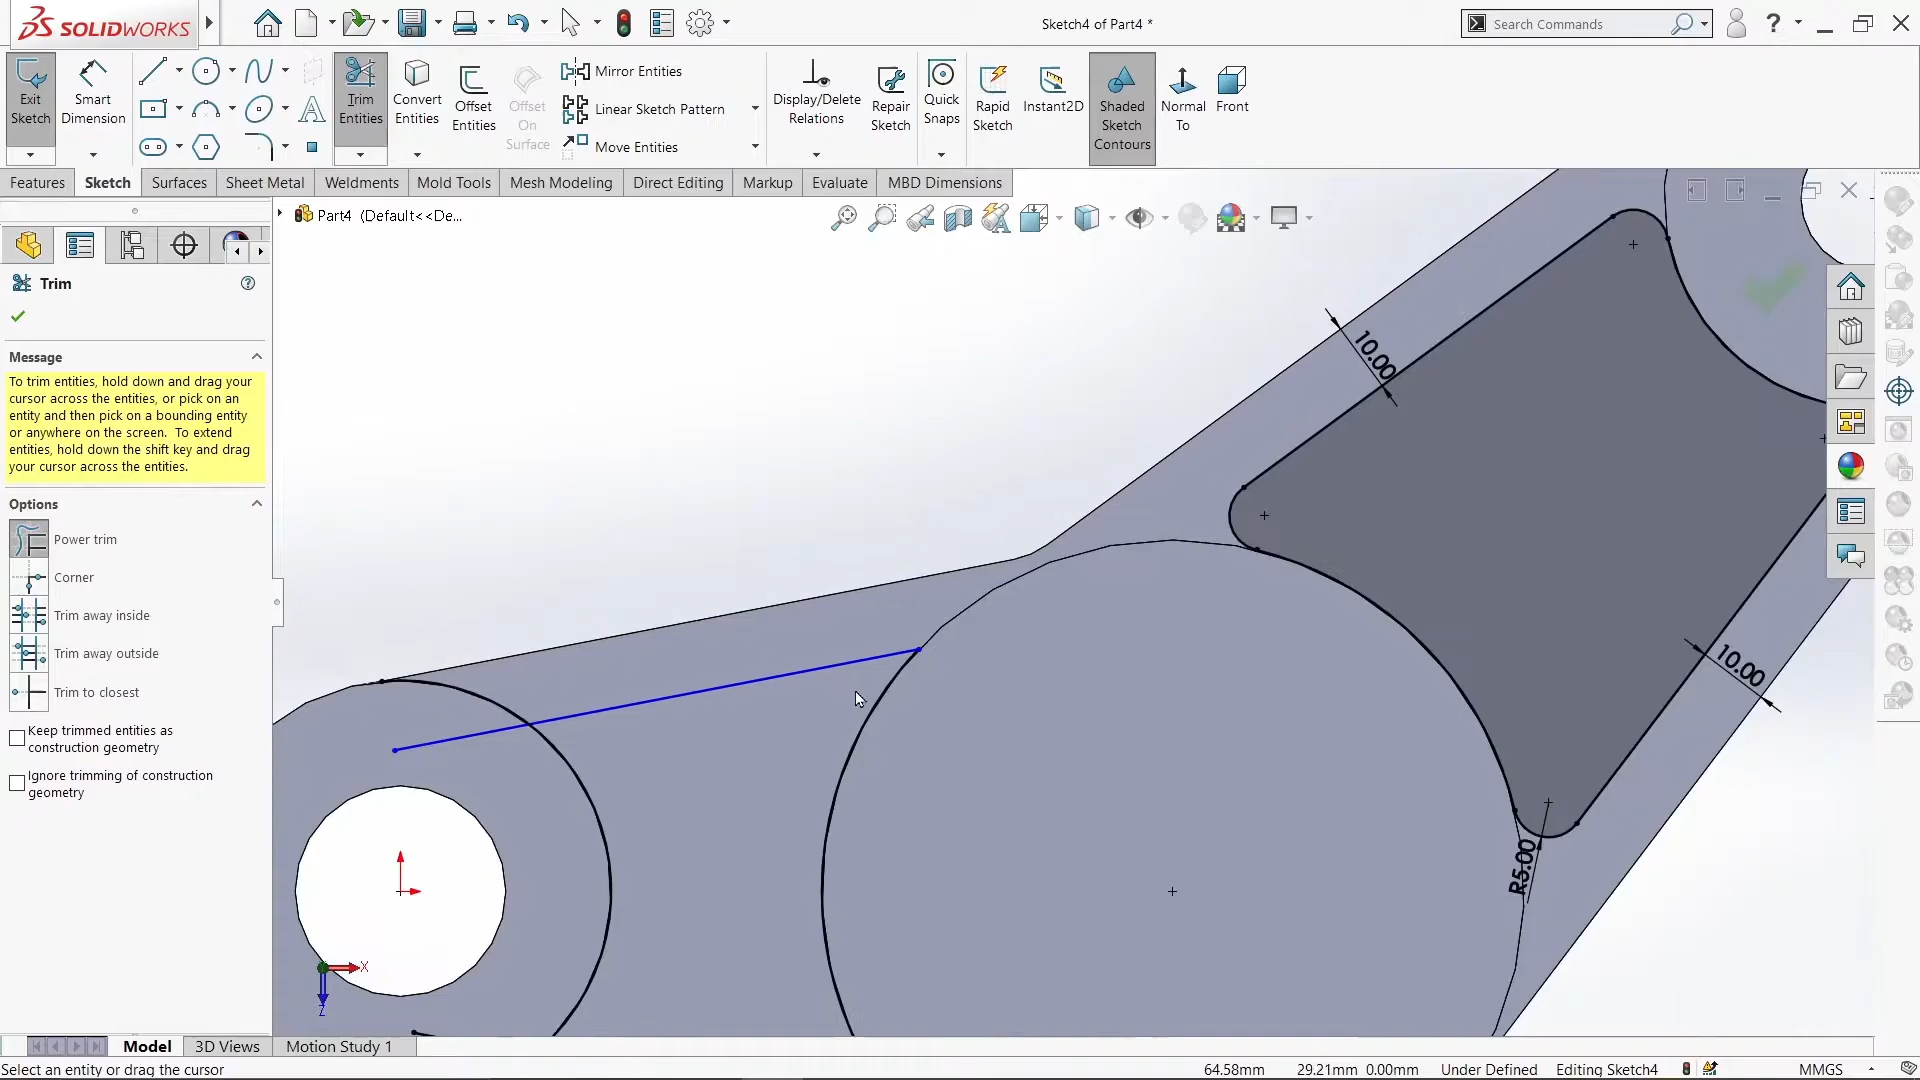 SOLIDWORKS
Sketch4 of Part4 *
Search Commands
Exit
Sketch
Smart
Dimension
Trim
Entities
Convert
Entities
Offset
Entities
Offset
On
Surface
Mirror Entities
Linear Sketch Pattern
Move Entities
Display/Delete
Relations
Repair
Sketch
Quick
Snaps
Rapid
Sketch
Instant2D
Shaded
Sketch
Contours
Normal
To
Front
Features
Sketch
Surfaces
Sheet Metal
Weldments
Mold Tools
Mesh Modeling
Direct Editing
Markup
Evaluate
MBD Dimensions
Part4 (Default<<De...
Trim
Message
To trim entities, hold down and drag your
cursor across the entities, or pick on an
entity and then pick on a bounding entity
or anywhere on the screen. To extend
entities, hold down the shift key and drag
your cursor across the entities.
Options
Power trim
Corner
Trim away inside
Trim away outside
Trim to closest
Keep trimmed entities as
construction geometry
Ignore trimming of construction
geometry
10.00
10.00
R5.00
X
Z
Model
3D Views
Motion Study 1
Select an entity or drag the cursor
64.58mm
29.21mm 0.00mm
Under Defined
Editing Sketch4
MMGS